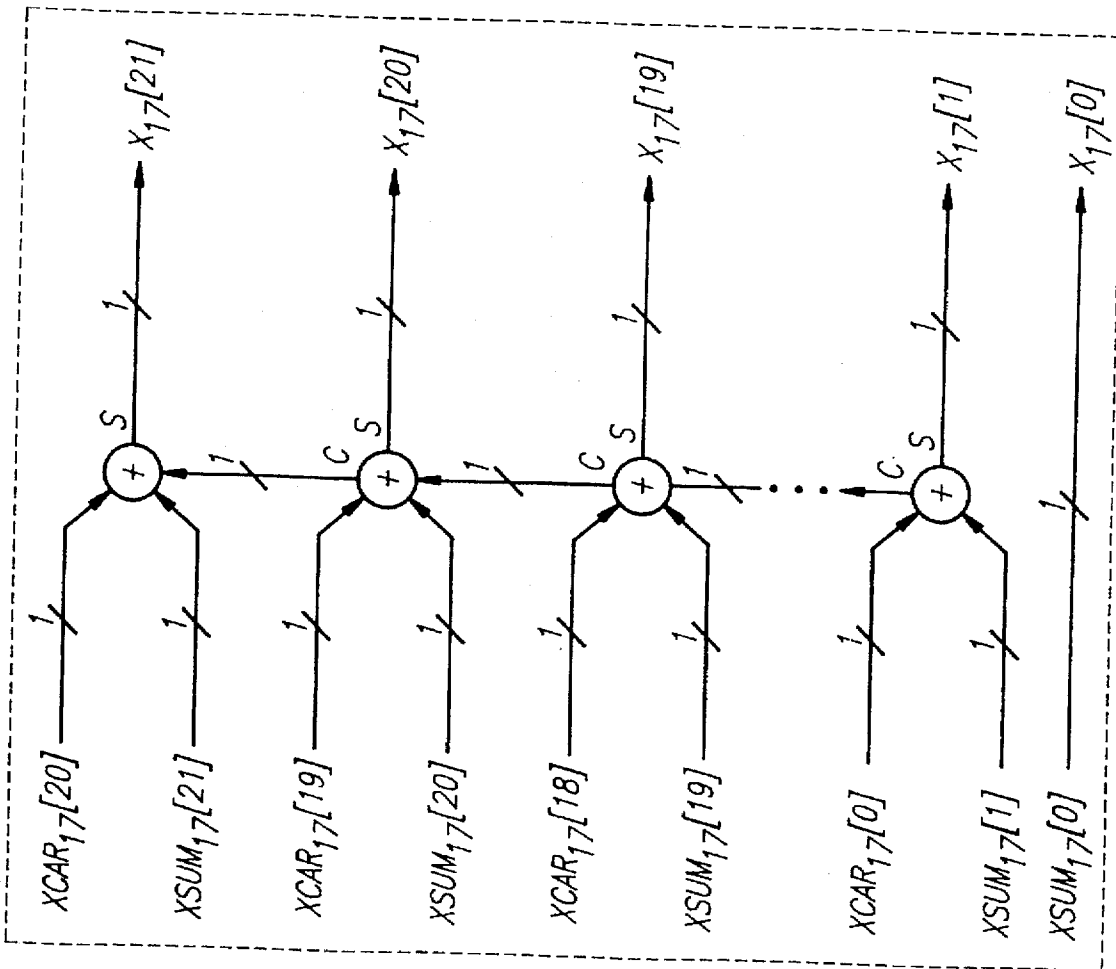 XCAR17[20] 1 + S 1 X17[21]
XSUM17[21] 1
1
XCAR17[19] 1 + C S 1 X17[20]
XSUM17[20] 1
1
XCAR17[18] 1 + C S 1 X17[19]
XSUM17[19] 1
1
XCAR17[0] 1 + C S 1 X17[1]
XSUM17[1] 1
XSUM17[0] 1 X17[0]